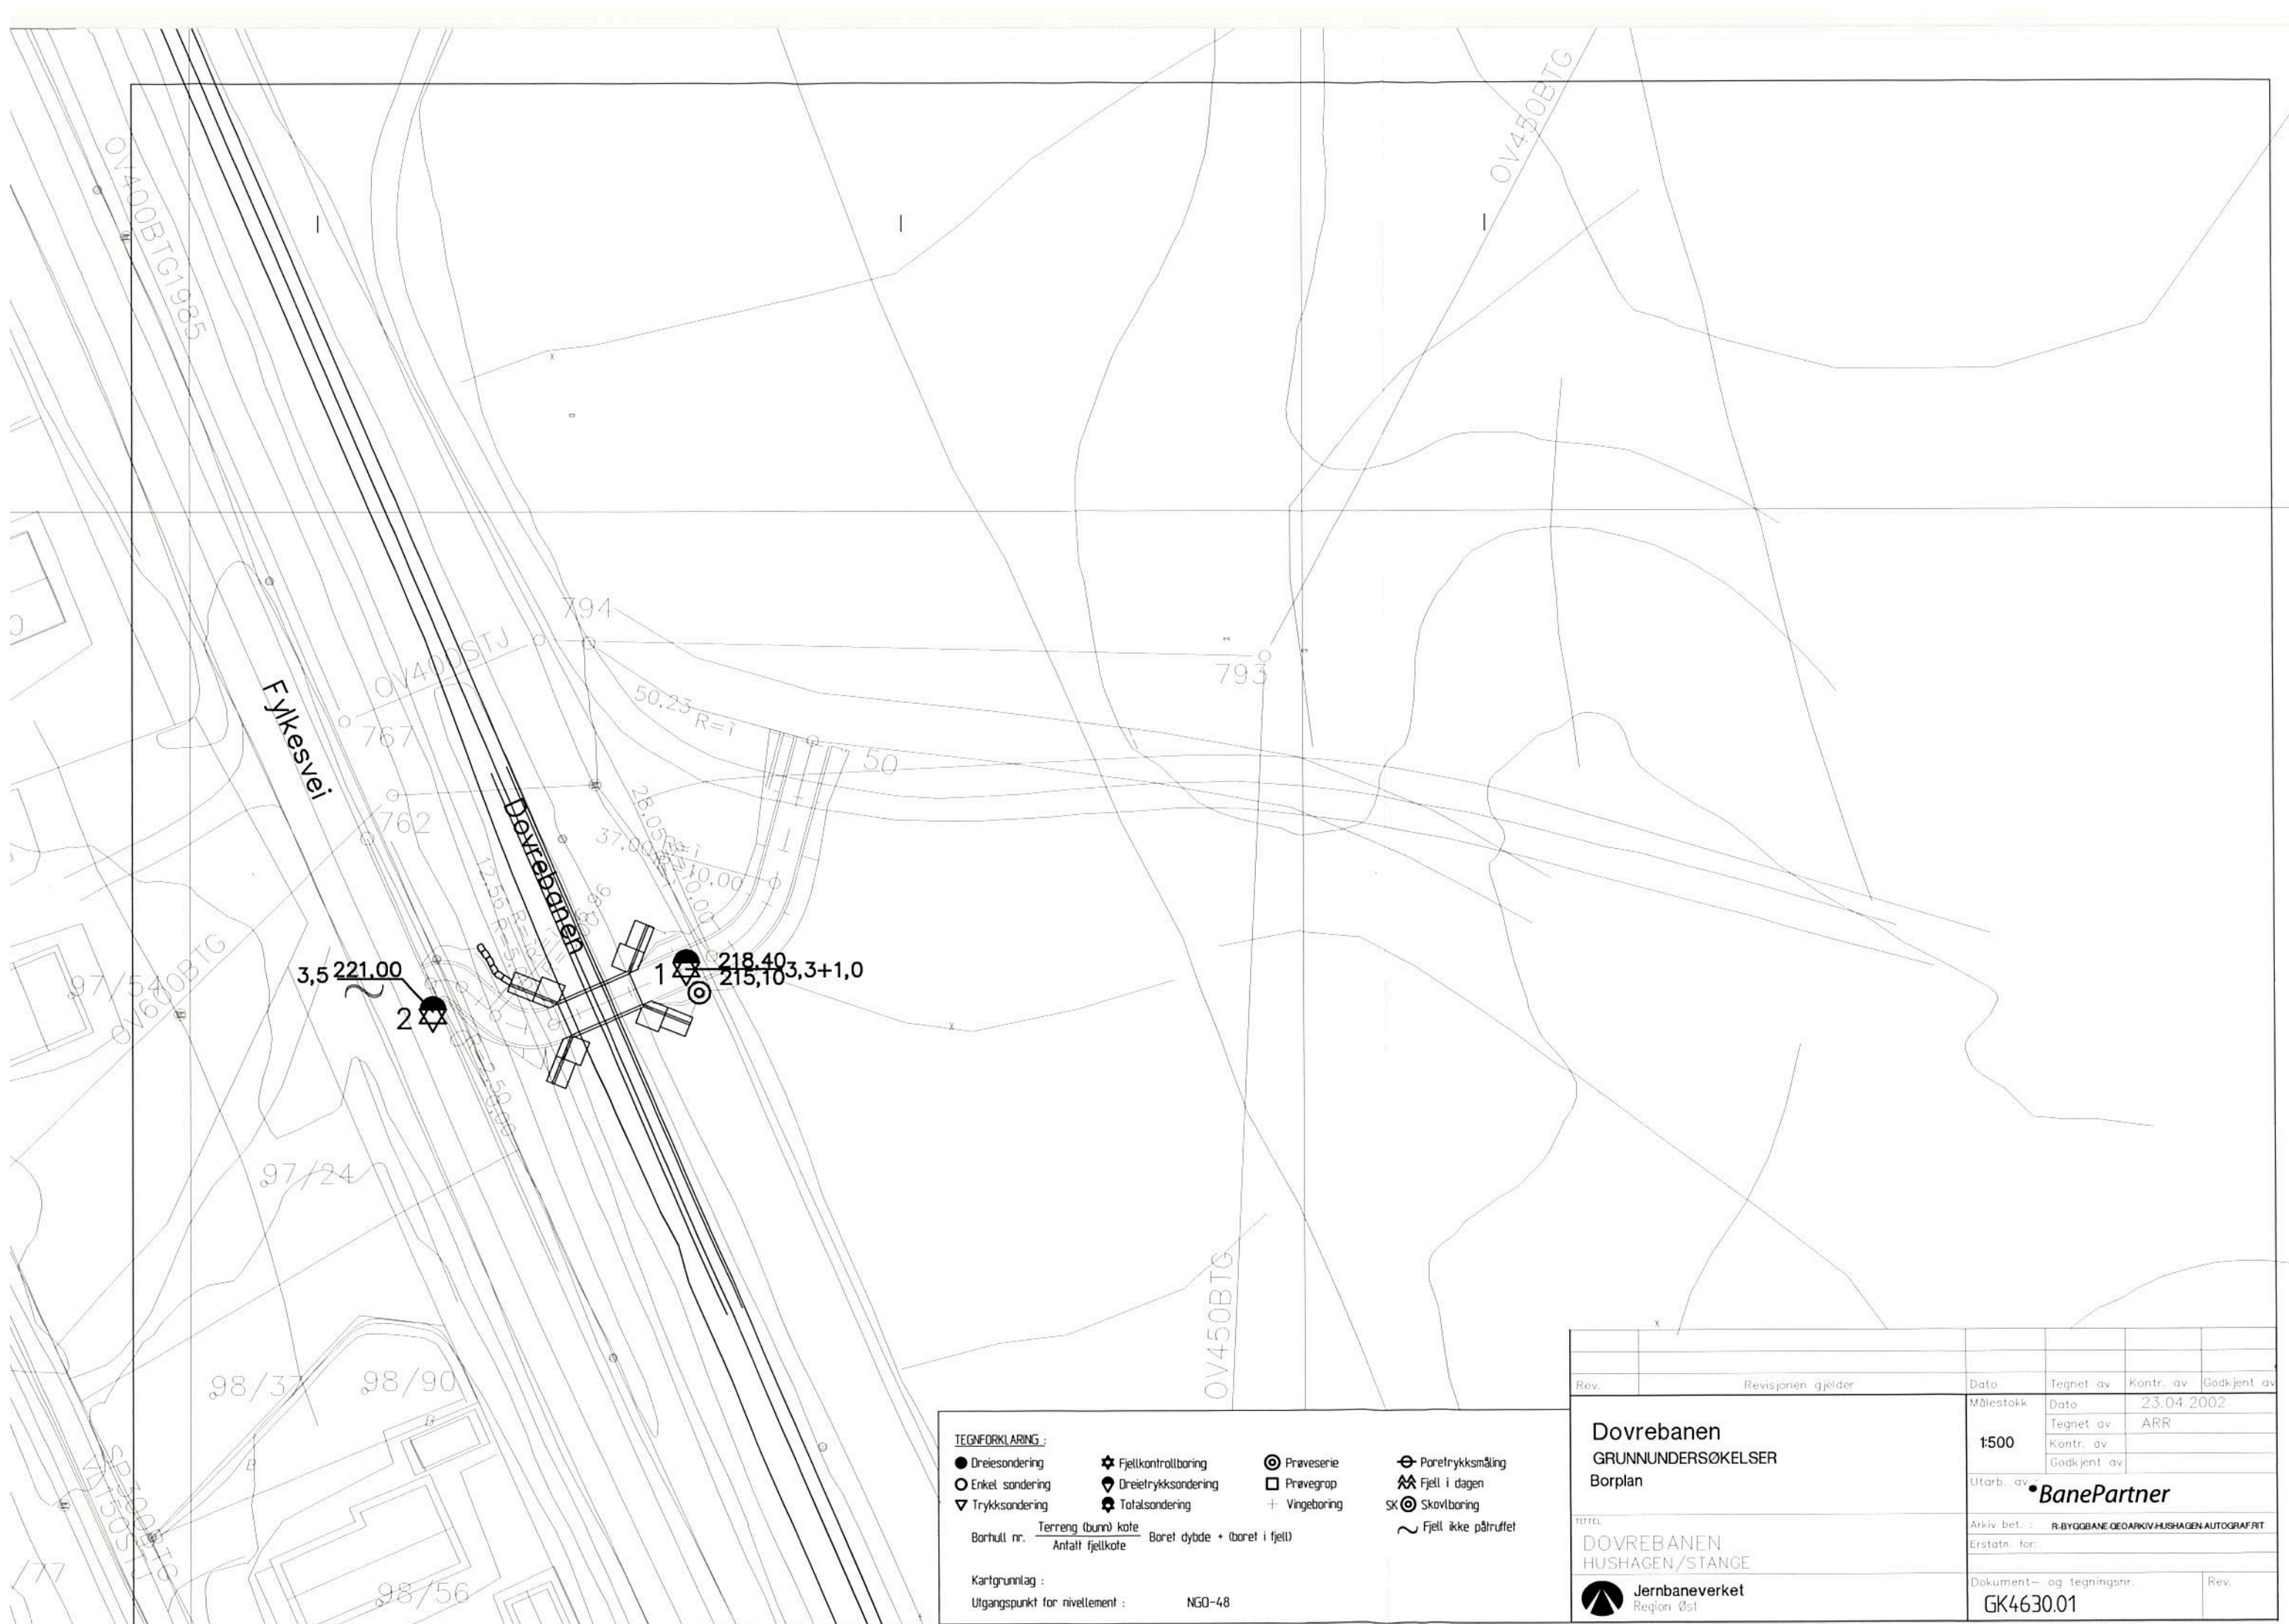 OV450BTG
OV400BTG1985
794
OV400STJ
793
50,23 R=ì
767
Fylkesvei
50
762
Dovrebanen
28,05 R=ì
37,00
10,00
12,56
OV600BTG
97/54
3,5 221,00
2
1
218,40
215,10
3,3+1,0
97/24
98/37
98/90
OV450BTG
SP300BTG
VL150STJ
98/56
/77
TEGNFORKLARING :
Dreiesondering
Fjellkontrollboring
Prøveserie
Poretrykksmåling
Enkel sondering
Dreietrykksondering
Prøvegrop
Fjell i dagen
Trykksondering
Totalsondering
Vingeboring
SK Skovlboring
Borhull nr.
Terreng (bunn) kote
Antatt fjellkote
Boret dybde + (boret i fjell)
Fjell ikke påtruffet
Kartgrunnlag :
Utgangspunkt for nivellement :
NGO-48
Rev.
Revisjonen gjelder
Dato
Tegnet av
Kontr. av
Godkjent av
Dovrebanen
GRUNNUNDERSØKELSER
Borplan
Målestokk
1:500
Dato
23.04.2002
Tegnet av
ARR
Kontr. av
Godkjent av
Utarb. av :
BanePartner
TITTEL
DOVREBANEN
HUSHAGEN/STANGE
Arkiv bet. :
R:BYGGBANE:GEOARKIV:HUSHAGEN:AUTOGRAF.RIT
Erstatn. for:
Jernbaneverket
Region Øst
Dokument- og tegningsnr.
GK4630.01
Rev.